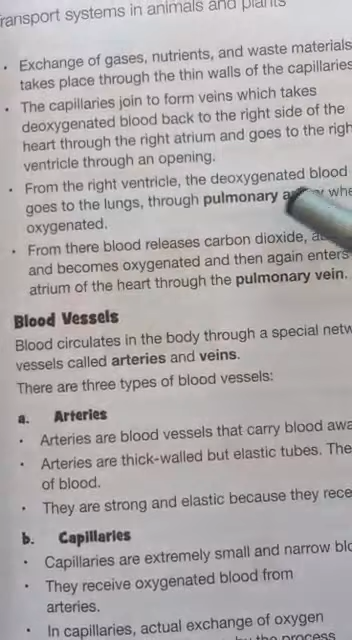 ransport systems in animals and plants
• Exchange of gases, nutrients, and waste materials
takes place through the thin walls of the capillaries
• The capillaries join to form veins which takes
deoxygenated blood back to the right side of the
heart through the right atrium and goes to the righ
ventricle through an opening.
• From the right ventricle, the deoxygenated blood
goes to the lungs, through pulmonary
oxygenated.
• From there blood releases carbon dioxide,
and becomes oxygenated and then again enters
atrium of the heart through the pulmonary vein.
Blood Vessels
Blood circulates in the body through a special netw
vessels called arteries and veins.
There are three types of blood vessels:
a. Arteries
• Arteries are blood vessels that carry blood awa
• Arteries are thick-walled but elastic tubes. The
of blood.
• They are strong and elastic because they rece
b. Capillaries
• Capillaries are extremely small and narrow blo
• They receive oxygenated blood from
arteries.
• In capillaries, actual exchange of oxygen
the process